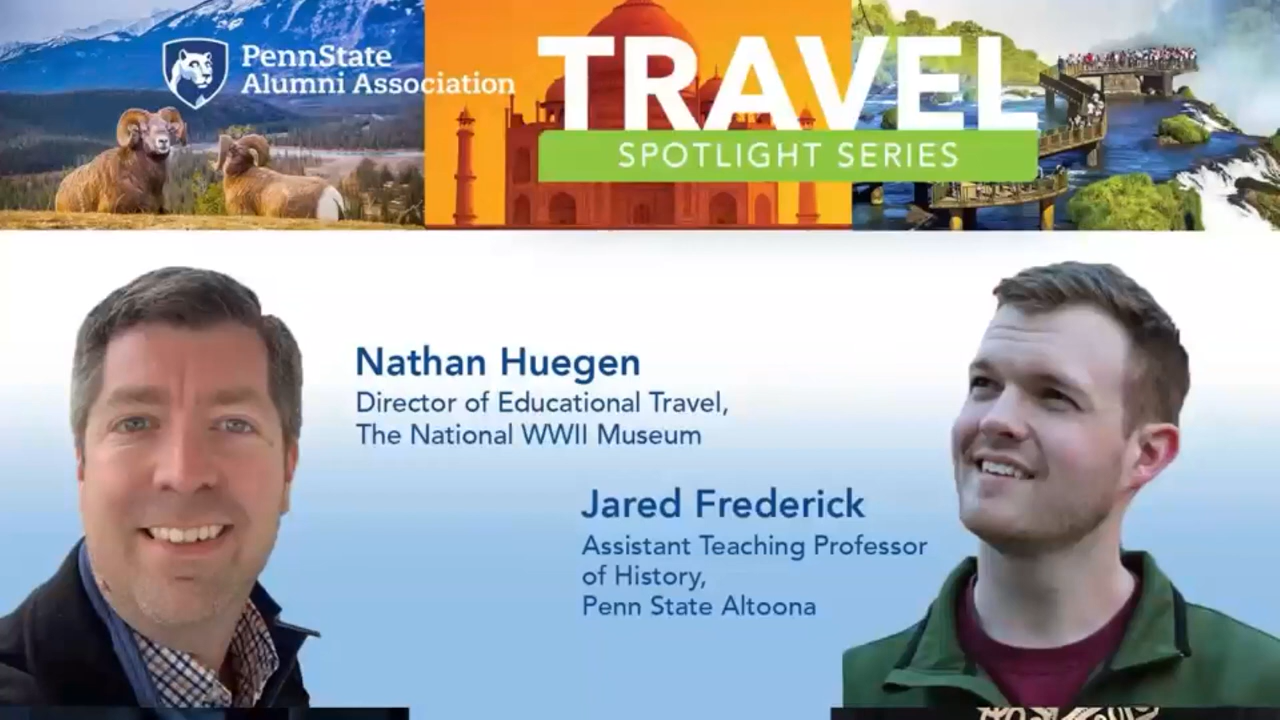 PennState
Alumni Association
TRAVEL
SPOTLIGHT SERIES
Nathan Huegen
Director of Educational Travel,
The National WWII Museum
Jared Frederick
Assistant Teaching Professor
of History,
Penn State Altoona